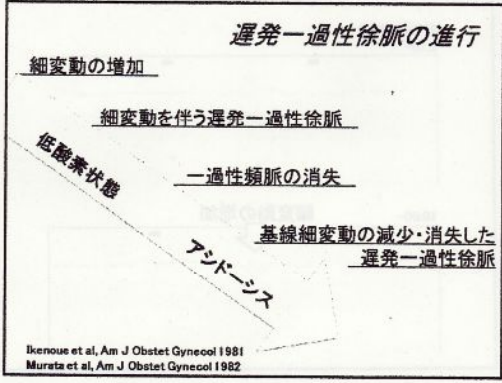 遅発一過性徐脈の進行
細変動の増加
細変動を伴う遅発一過性徐脈
低酸素状態
一過性頻脈の消失
アシドーシス
基線細変動の減少・消失した
遅発一過性徐脈
Ikenoue et al, Am J Obstet Gynecol 1981
Murata et al, Am J Obstet Gynecol 1982